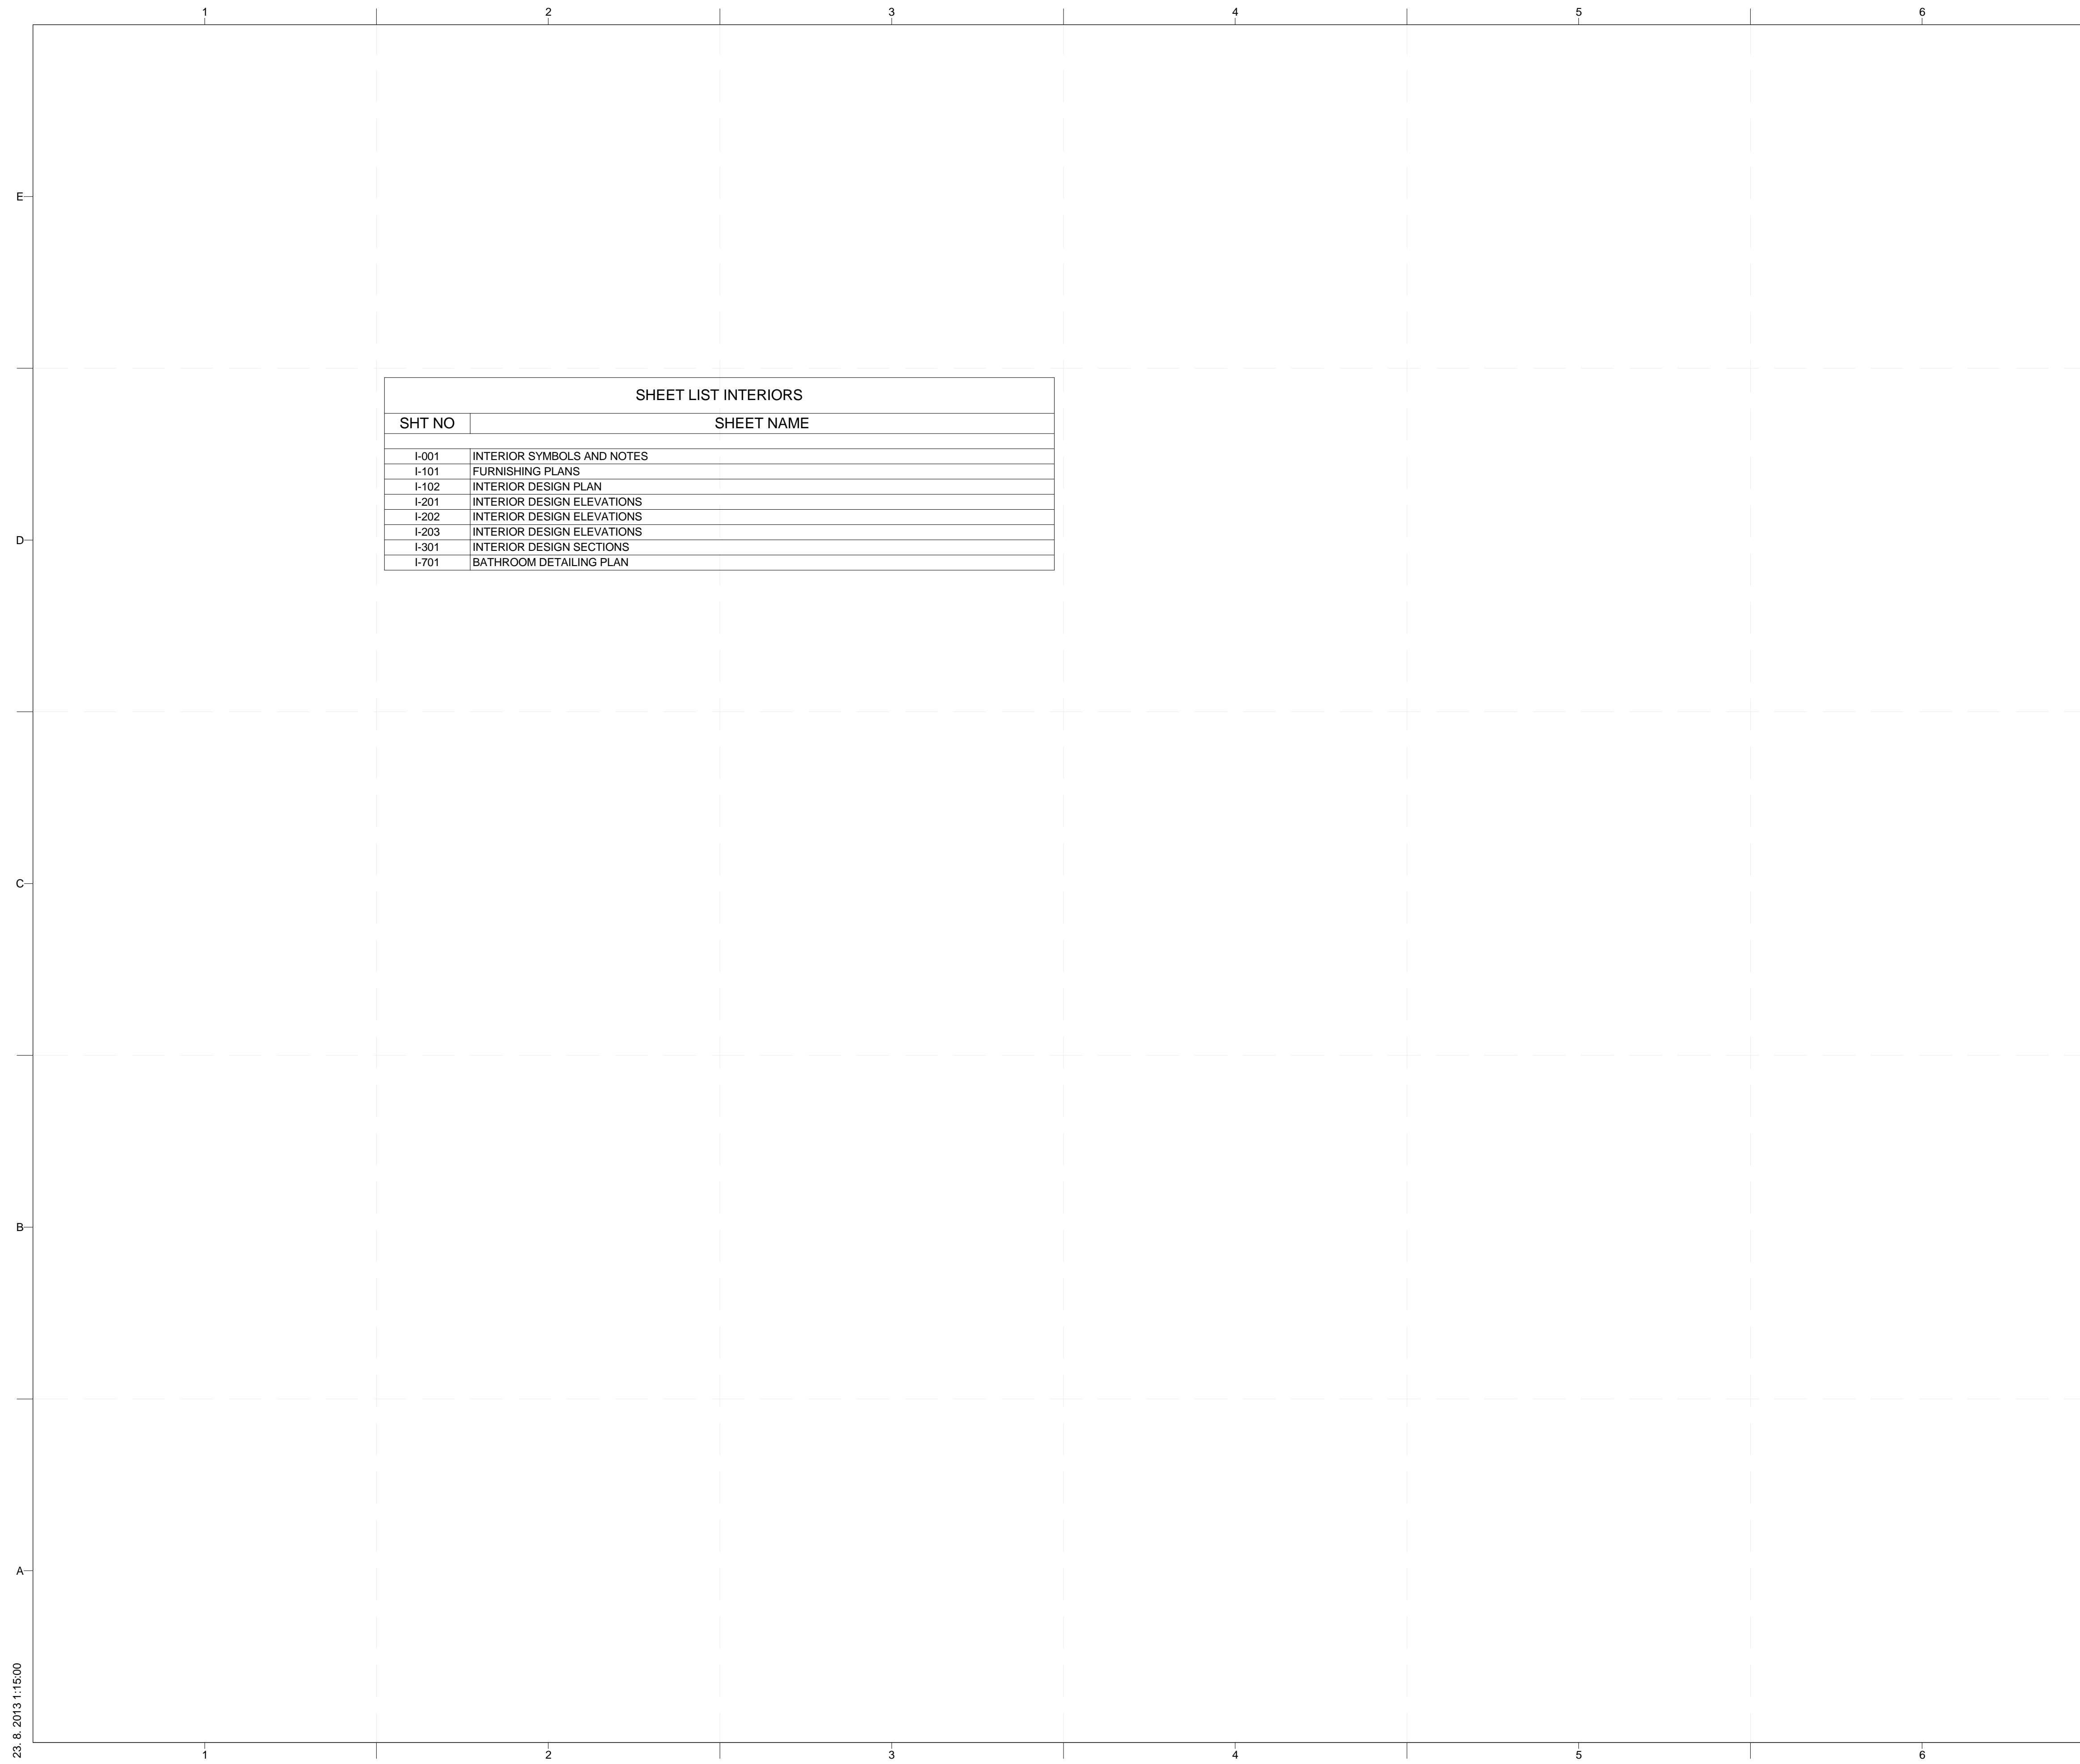 1 2 3 4 5 6
E
SHEET LIST INTERIORS
SHT NO SHEET NAME
I-001 INTERIOR SYMBOLS AND NOTES
I-101 FURNISHING PLANS
I-102 INTERIOR DESIGN PLAN
I-201 INTERIOR DESIGN ELEVATIONS
I-202 INTERIOR DESIGN ELEVATIONS
I-203 INTERIOR DESIGN ELEVATIONS
D
I-301 INTERIOR DESIGN SECTIONS
I-701 BATHROOM DETAILING PLAN
C
B
A
23. 8. 2013 1:15:00
1 2 3 4 5 6